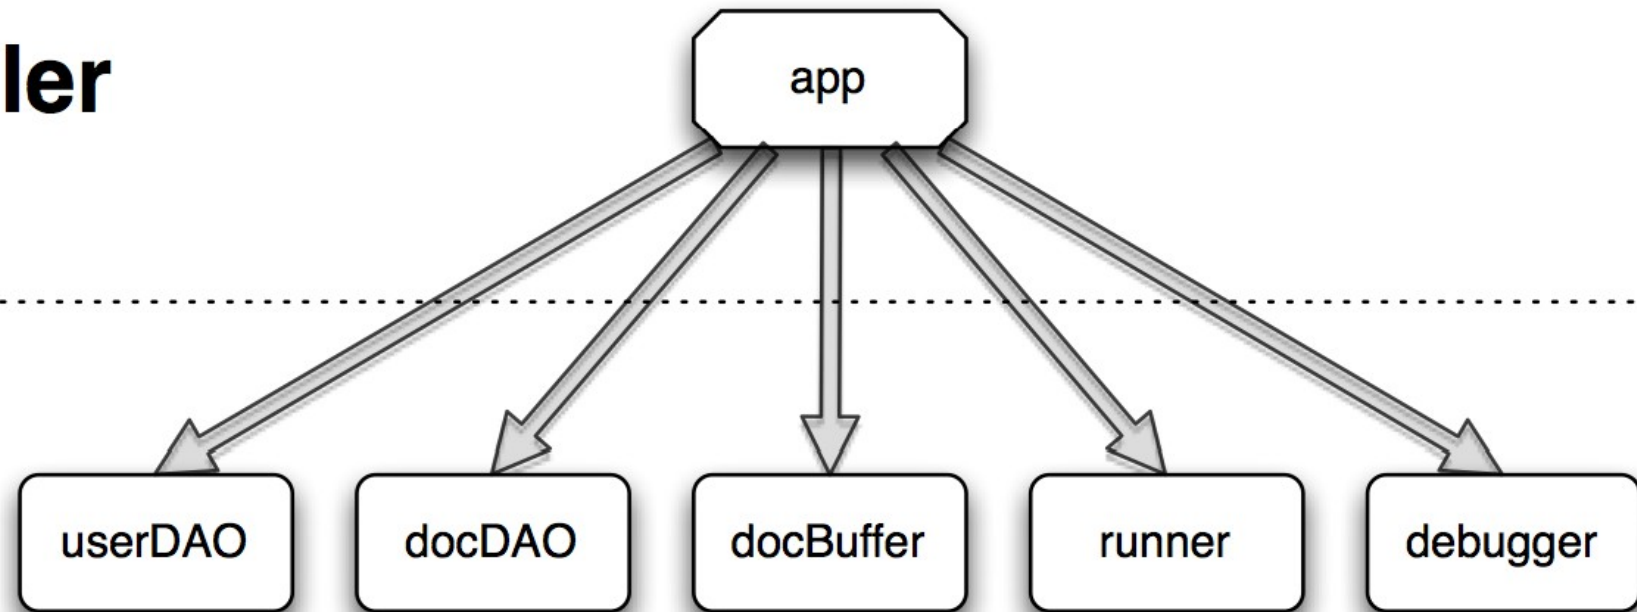 ler
app
userDAO
docDAO
docBuffer
runner
debugger